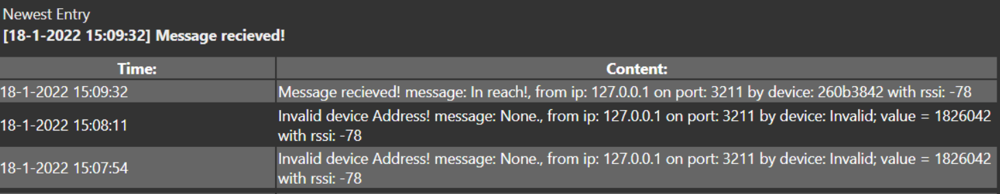 Newest Entry
[18-1-2022 15:09:32] Message recieved!
Time: Content:
18-1-2022 15:09:32 Message recieved! message: In reach!, from ip: 127.0.0.1 on port: 3211 by device: 260b3842 with rssi: -78
18-1-2022 15:08:11 Invalid device Address! message: None., from ip: 127.0.0.1 on port: 3211 by device: Invalid; value = 1826042
with rssi: -78
18-1-2022 15:07:54 Invalid device Address! message: None., from ip: 127.0.0.1 on port: 3211 by device: Invalid; value = 1826042
with rssi: -78